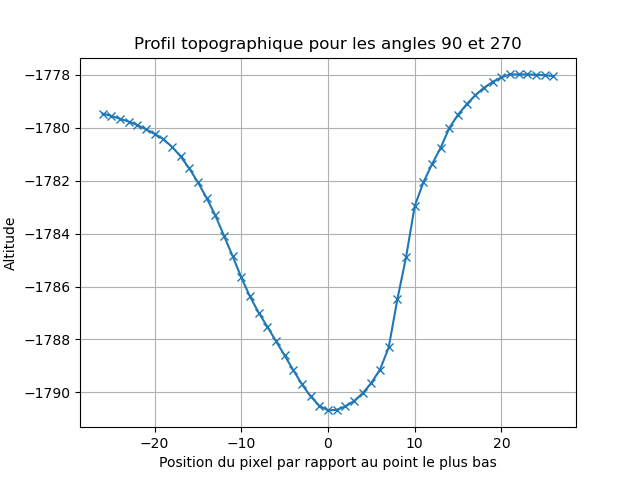 Profil topographique pour les angles 90 et 270
−1778
−1780
−1782
−1784
−1786
−1788
−1790
Altitude
−20 −10 0 10 20
Position du pixel par rapport au point le plus bas